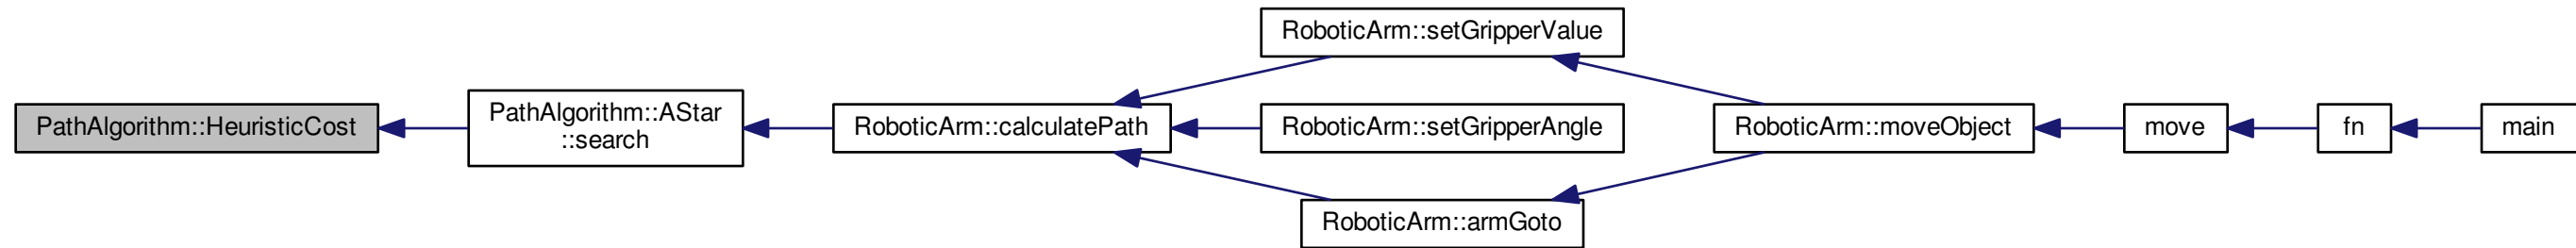 PathAlgorithm::HeuristicCost
PathAlgorithm::AStar
::search
RoboticArm::calculatePath
RoboticArm::setGripperValue
RoboticArm::setGripperAngle
RoboticArm::armGoto
RoboticArm::moveObject
move
fn
main